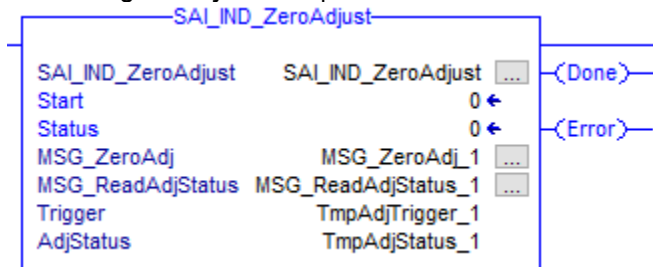 SAI_IND_ZeroAdjust
SAI_IND_ZeroAdjust SAI_IND_ZeroAdjust ... (Done)
Start 0
Status 0 (Error)
MSG_ZeroAdj MSG_ZeroAdj_1 ...
MSG_ReadAdjStatus MSG_ReadAdjStatus_1 ...
Trigger TmpAdjTrigger_1
AdjStatus TmpAdjStatus_1